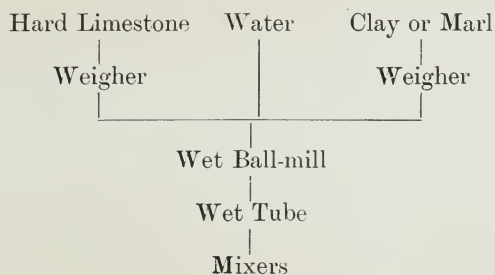 Hard Limestone Water Clay or Marl
Weigher Weigher
Wet Ball-mill
Wet Tube
Mixers